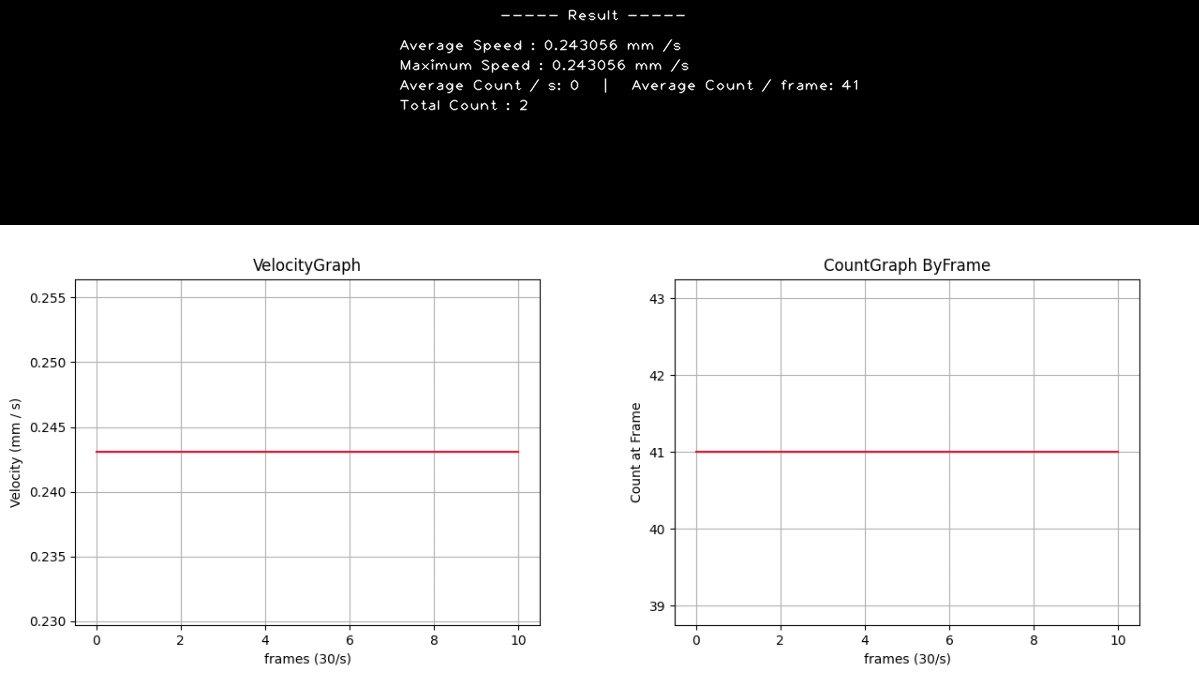 ----- Result -----
Average Speed : 0.243056 mm /s
Maximum Speed : 0.243056 mm /s
Average Count / s: 0 | Average Count / frame: 41
Total Count : 2
VelocityGraph
0.255
0.250
0.245
0.240
0.235
0.230
Velocity (mm / s)
0 2 4 6 8 10
frames (30/s)
CountGraph ByFrame
43
42
41
40
39
Count at Frame
0 2 4 6 8 10
frames (30/s)